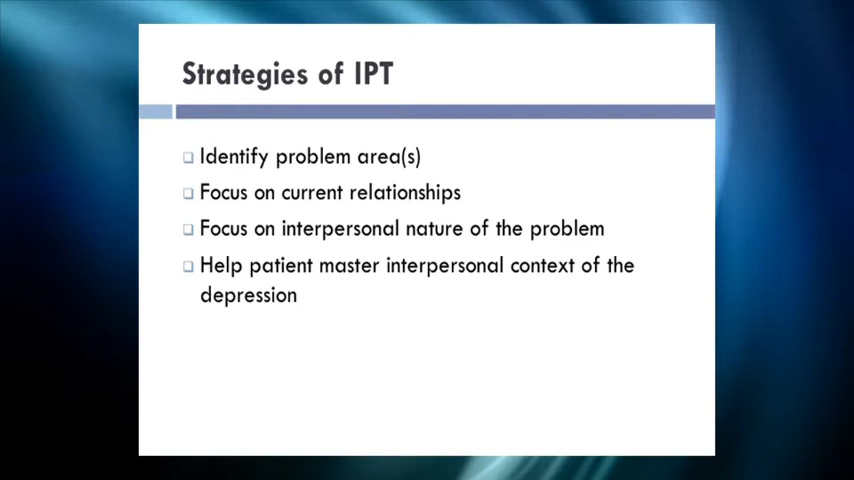 Strategies of IPT
Identify problem area(s)
Focus on current relationships
Focus on interpersonal nature of the problem
Help patient master interpersonal context of the
depression